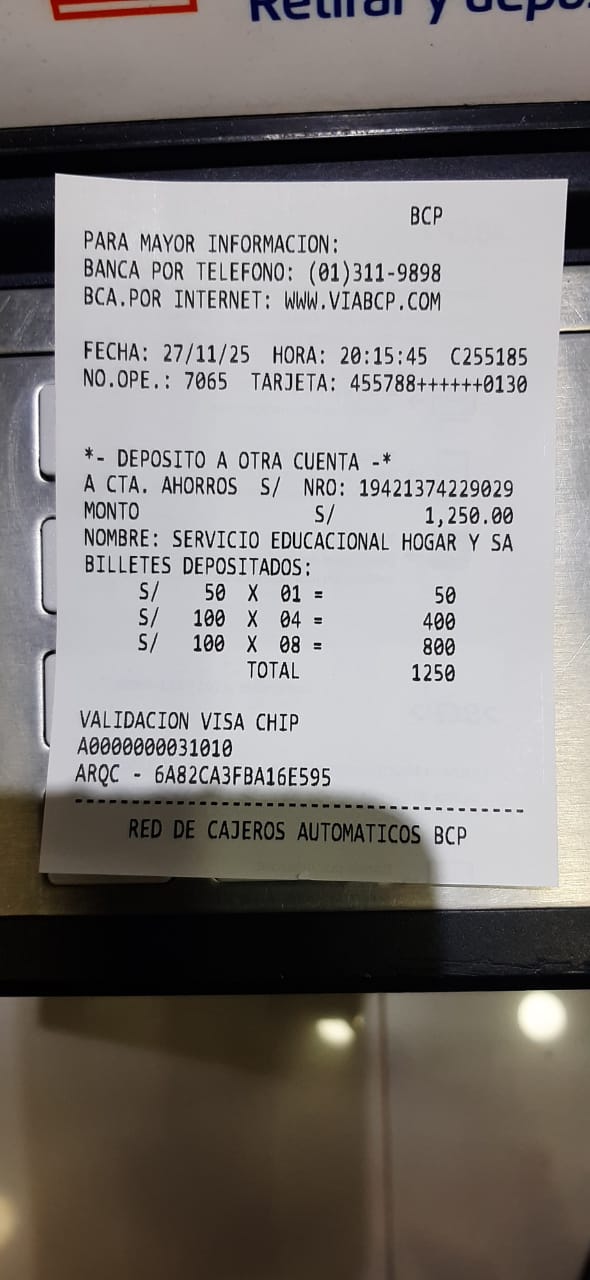 Retirar y depos
BCP
PARA MAYOR INFORMACION:
BANCA POR TELEFONO: (01)311-9898
BCA.POR INTERNET: WWW.VIABCP.COM
FECHA: 27/11/25 HORA: 20:15:45 C255185
NO.OPE.: 7065 TARJETA: 455788++++++0130
*- DEPOSITO A OTRA CUENTA -*
A CTA. AHORROS S/ NRO: 19421374229029
MONTO S/ 1,250.00
NOMBRE: SERVICIO EDUCACIONAL HOGAR Y SA
BILLETES DEPOSITADOS:
S/ 50 X 01 = 50
S/ 100 X 04 = 400
S/ 100 X 08 = 800
TOTAL 1250
VALIDACION VISA CHIP
A0000000031010
ARQC - 6A82CA3FBA16E595
RED DE CAJEROS AUTOMATICOS BCP